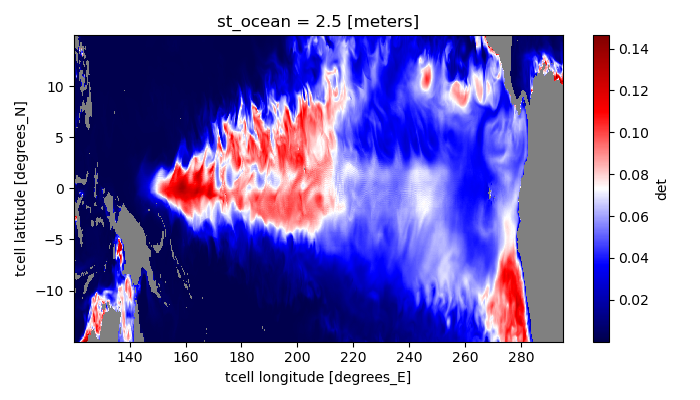 st_ocean = 2.5 [meters]
10
5
0
−5
−10
tcell latitude [degrees_N]
140 160 180 200 220 240 260 280
tcell longitude [degrees_E]
0.14
0.12
0.10
0.08
0.06
0.04
0.02
det